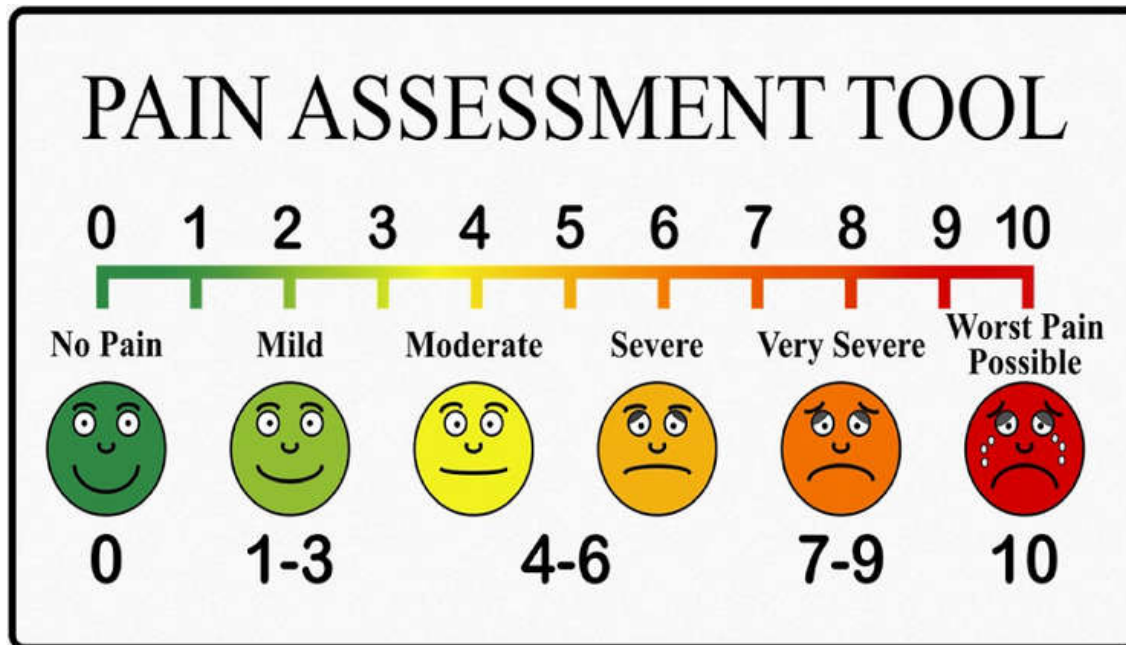 PAIN ASSESSMENT TOOL
0 1 2 3 4 5 6 7 8 9 10
No Pain Mild Moderate Severe Very Severe Worst Pain Possible
0 1-3 4-6 7-9 10